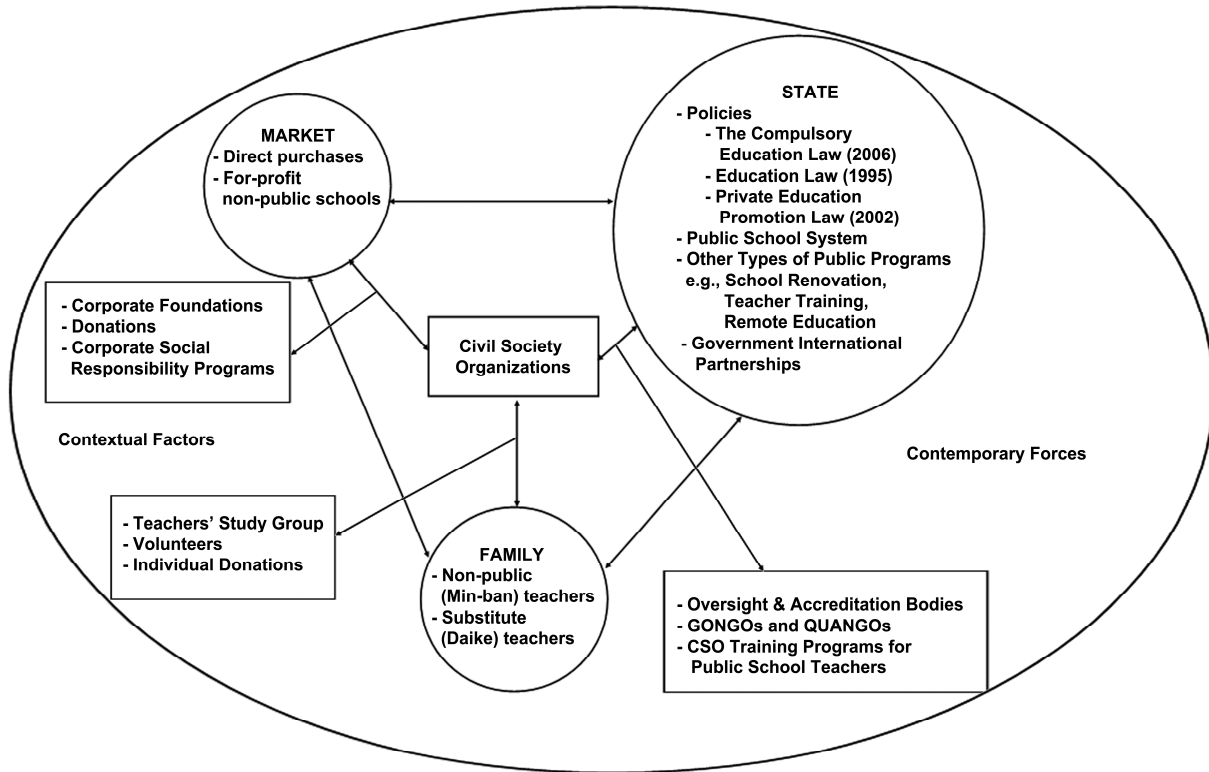 MARKET
- Direct purchases
- For-profit
non-public schools
STATE
- Policies
- The Compulsory
Education Law (2006)
- Education Law (1995)
- Private Education
Promotion Law (2002)
- Public School System
- Other Types of Public Programs
e.g., School Renovation,
Teacher Training,
Remote Education
- Government International
Partnerships
- Corporate Foundations
- Donations
- Corporate Social
Responsibility Programs
Civil Society
Organizations
Contextual Factors
Contemporary Forces
- Teachers’ Study Group
- Volunteers
- Individual Donations
FAMILY
- Non-public
(Min-ban) teachers
- Substitute
(Daike) teachers
- Oversight & Accreditation Bodies
- GONGOs and QUANGOs
- CSO Training Programs for
Public School Teachers